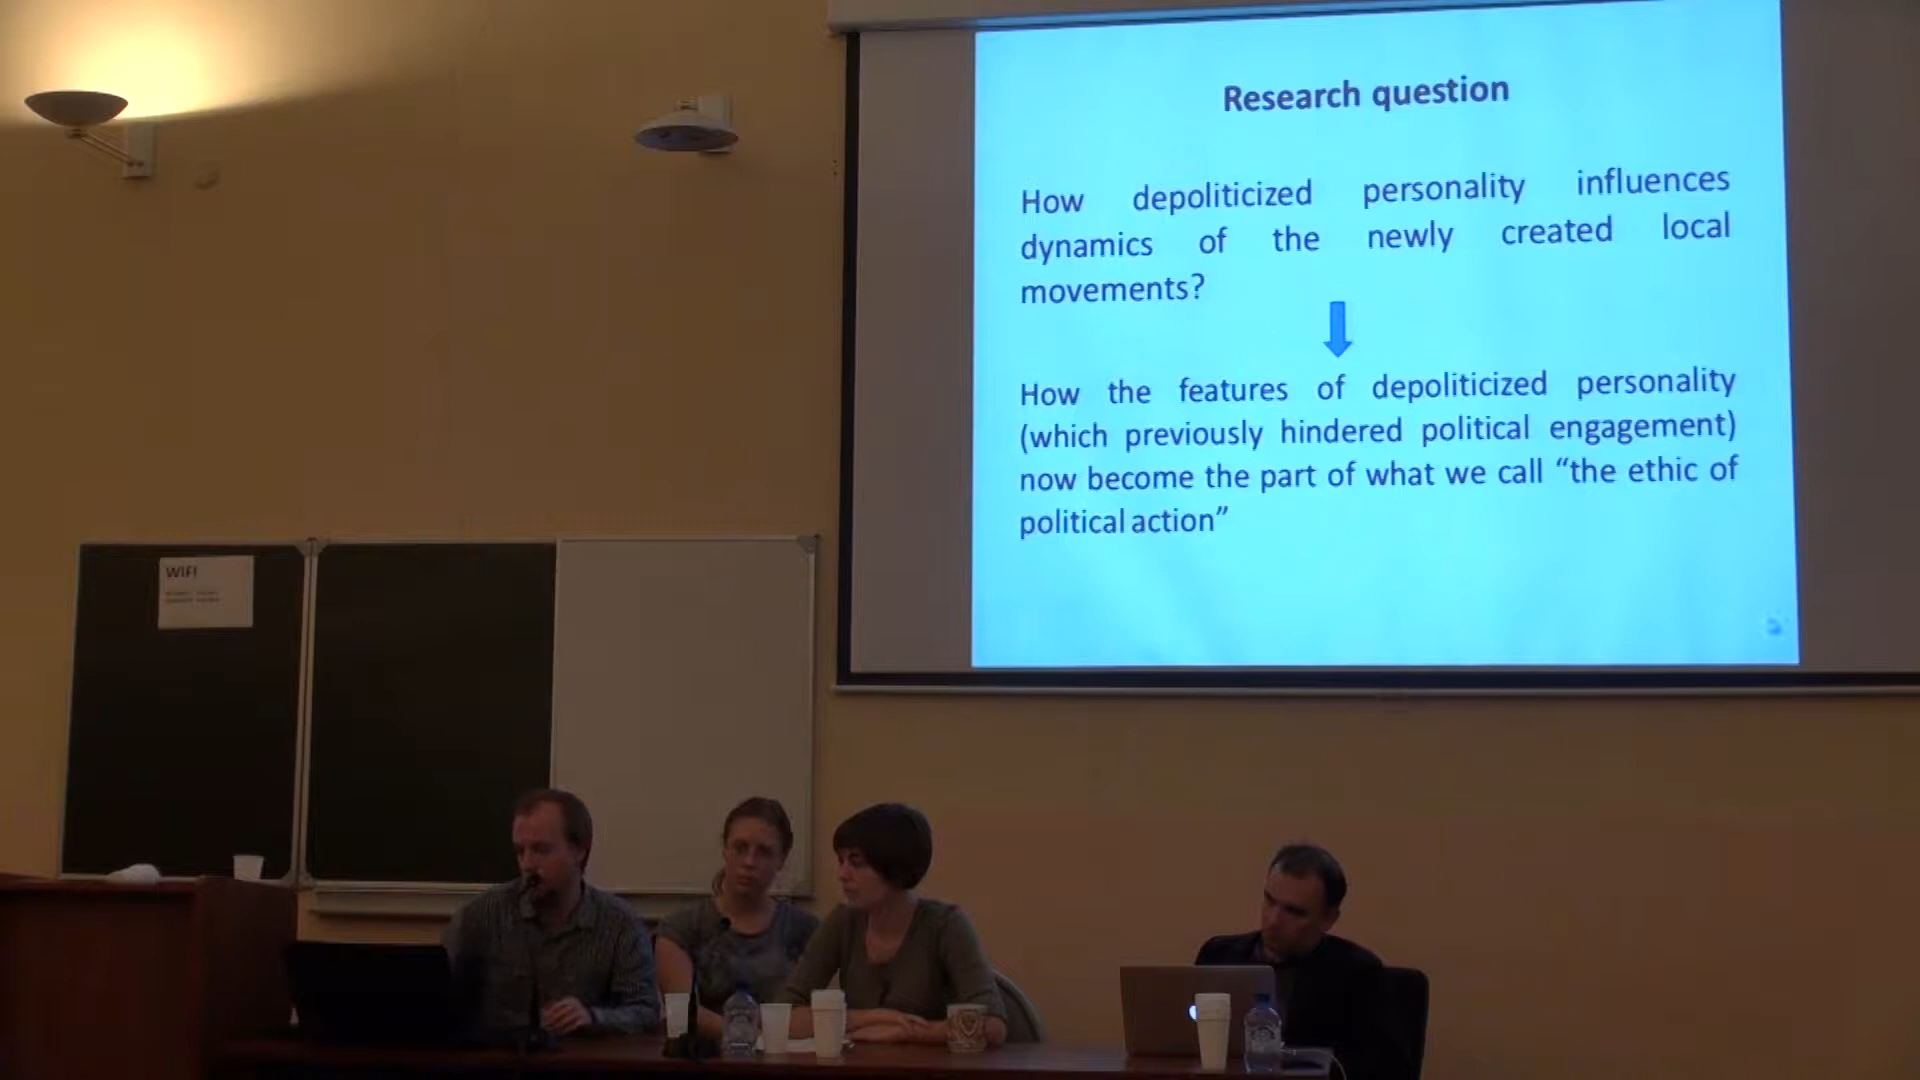 Research question
How depoliticized personality influences
dynamics of the newly created local
movements?
How the features of depoliticized personality
(which previously hindered political engagement)
now become the part of what we call “the ethic of
political action”
WIFI